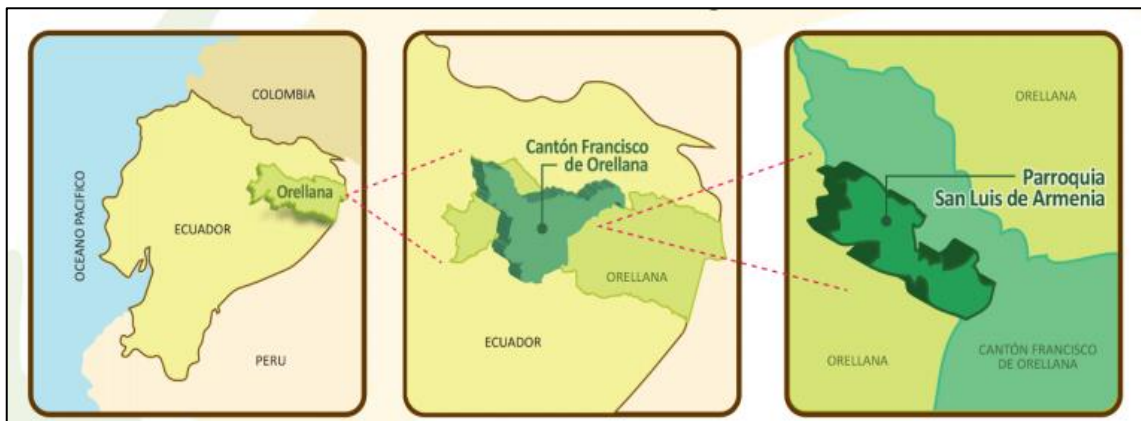 COLOMBIA
OCEANO PACIFICO
Orellana
ECUADOR
PERU
Cantón Francisco
de Orellana
ORELLANA
ECUADOR
ORELLANA
Parroquia
San Luis de Armenia
ORELLANA
CANTÓN FRANCISCO
DE ORELLANA